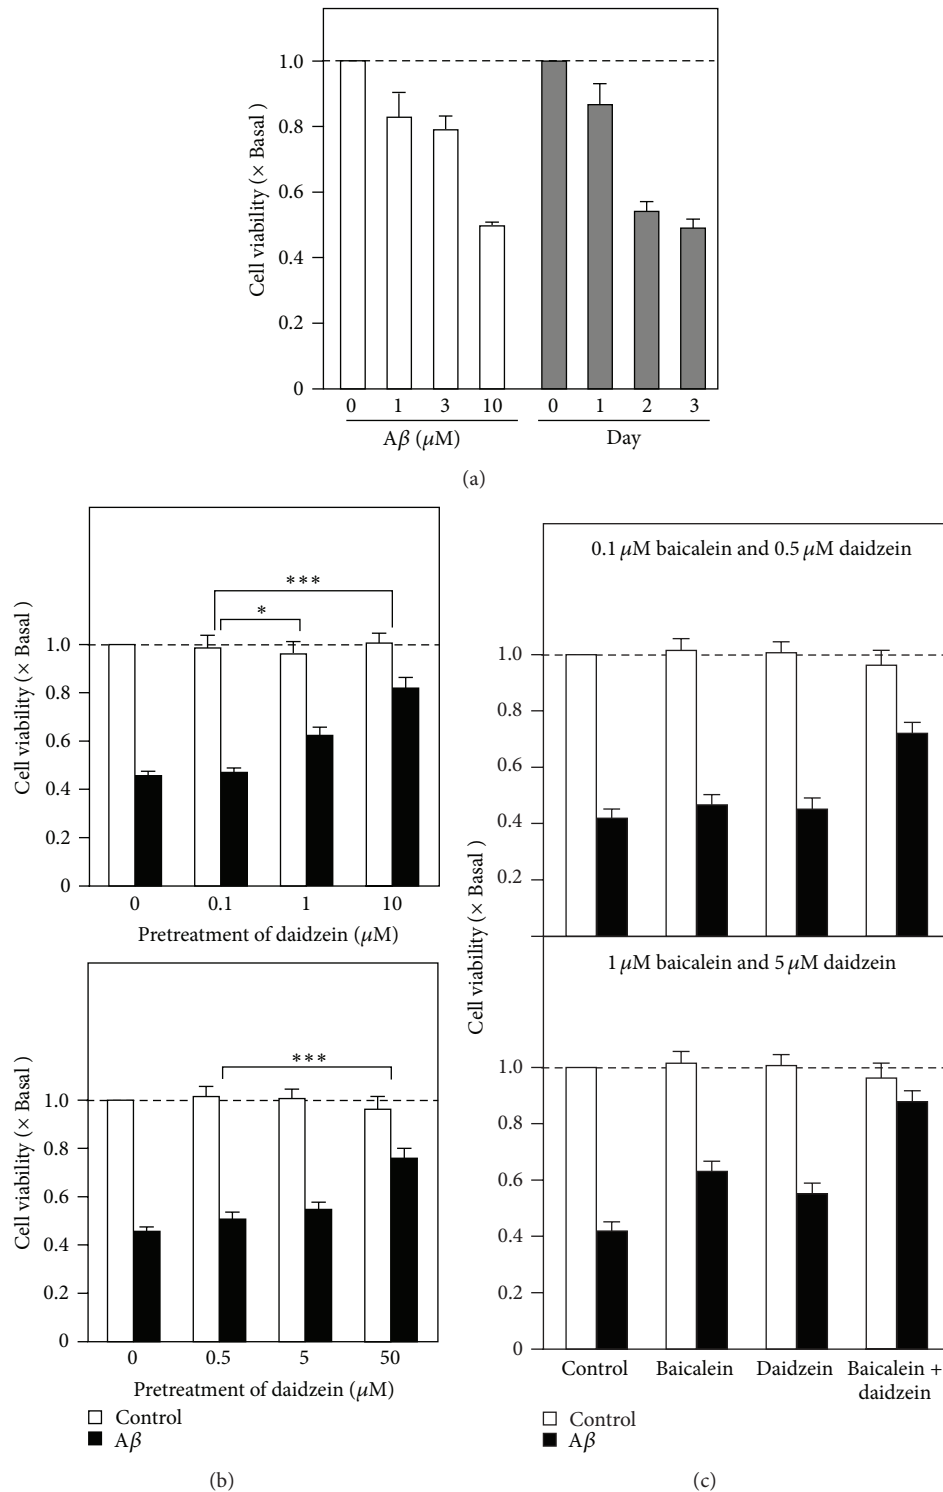 1.0
0.8
0.6
0.4
0.2
0
Cell viability (× Basal )
0 1 3 10 0 1 2 3
Aβ (μM) Day
(a)
***
*
1.0
0.8
0.6
0.4
0.2
0
Cell viability (× Basal )
0 0.1 1 10
Pretreatment of daidzein (μM)
***
1.0
0.8
0.6
0.4
0.2
0
Cell viability (× Basal )
0 0.5 5 50
Pretreatment of daidzein (μM)
Control
Aβ
(b)
0.1 μM baicalein and 0.5 μM daidzein
1.0
0.8
0.6
0.4
0.2
Cell viability (× Basal )
1 μM baicalein and 5 μM daidzein
1.0
0.8
0.6
0.4
0.2
0
Control Baicalein Daidzein Baicalein +
daidzein
Control
Aβ
(c)